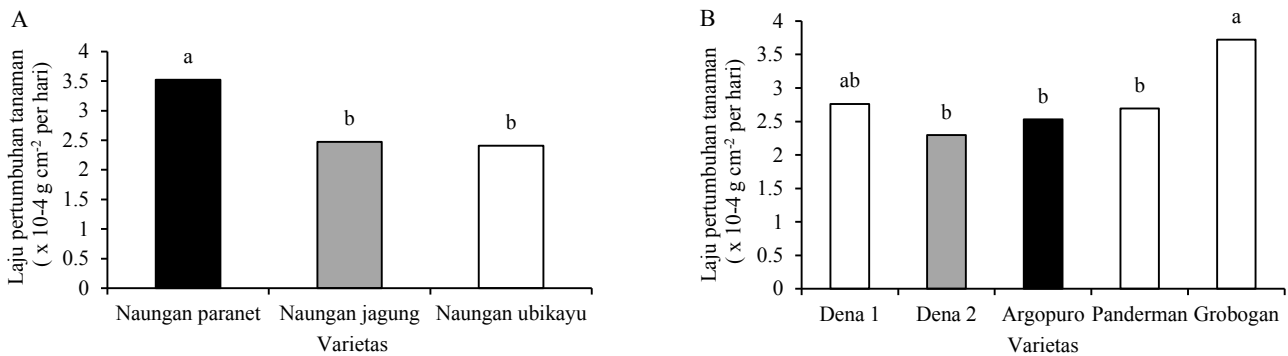 A
Laju pertumbuhan tanaman
( x 10-4 g cm-2 per hari)
4
3.5
3
2.5
2
1.5
1
0.5
0
a
b
b
Naungan paranet Naungan jagung Naungan ubikayu
Varietas
B
Laju pertumbuhan tanaman
( x 10-4 g cm-2 per hari)
4
3.5
3
2.5
2
1.5
1
0.5
0
ab
b
b
b
a
Dena 1 Dena 2 Argopuro Panderman Grobogan
Varietas